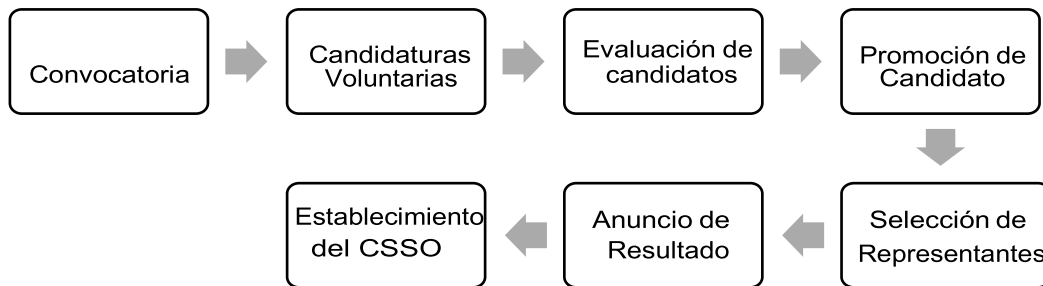 Convocatoria
Candidaturas
Voluntarias
Evaluación de
candidatos
Promoción de
Candidato
Selección de
Representantes
Anuncio de
Resultado
Establecimiento
del CSSO